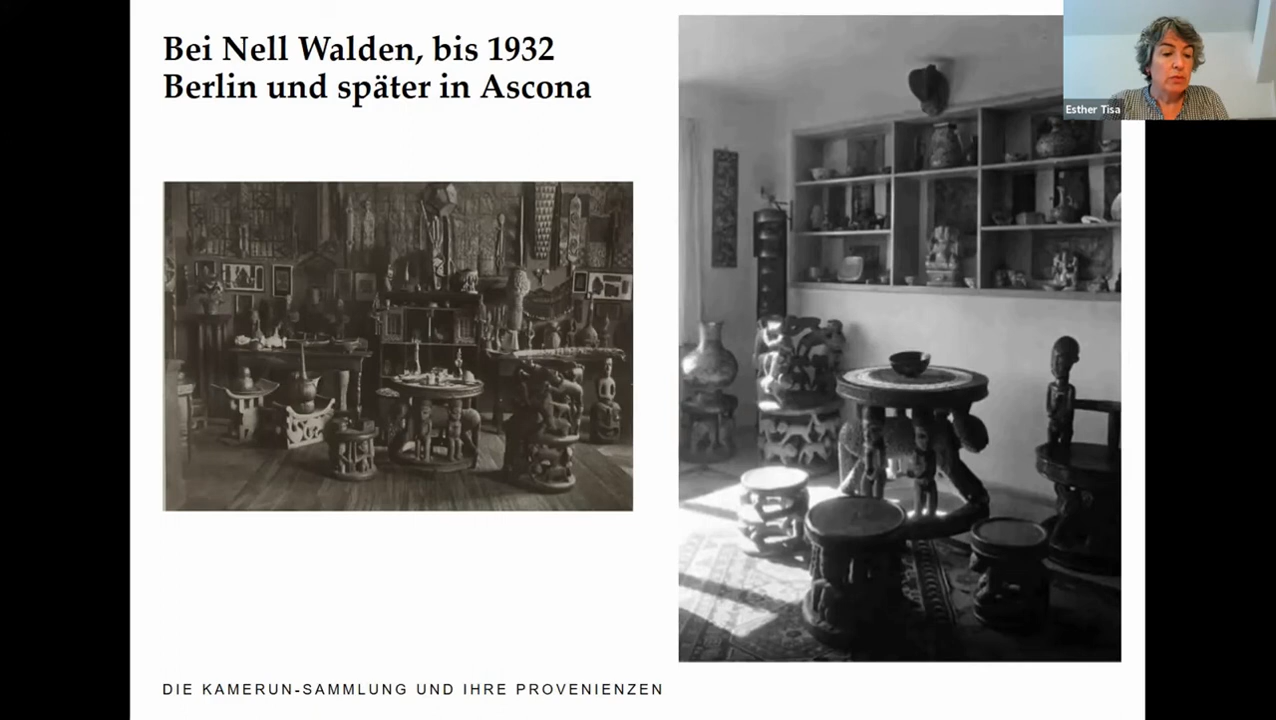 Bei Nell Walden, bis 1932
Berlin und später in Ascona
Esther Tisa
DIE KAMERUN-SAMMLUNG UND IHRE PROVENIENZEN